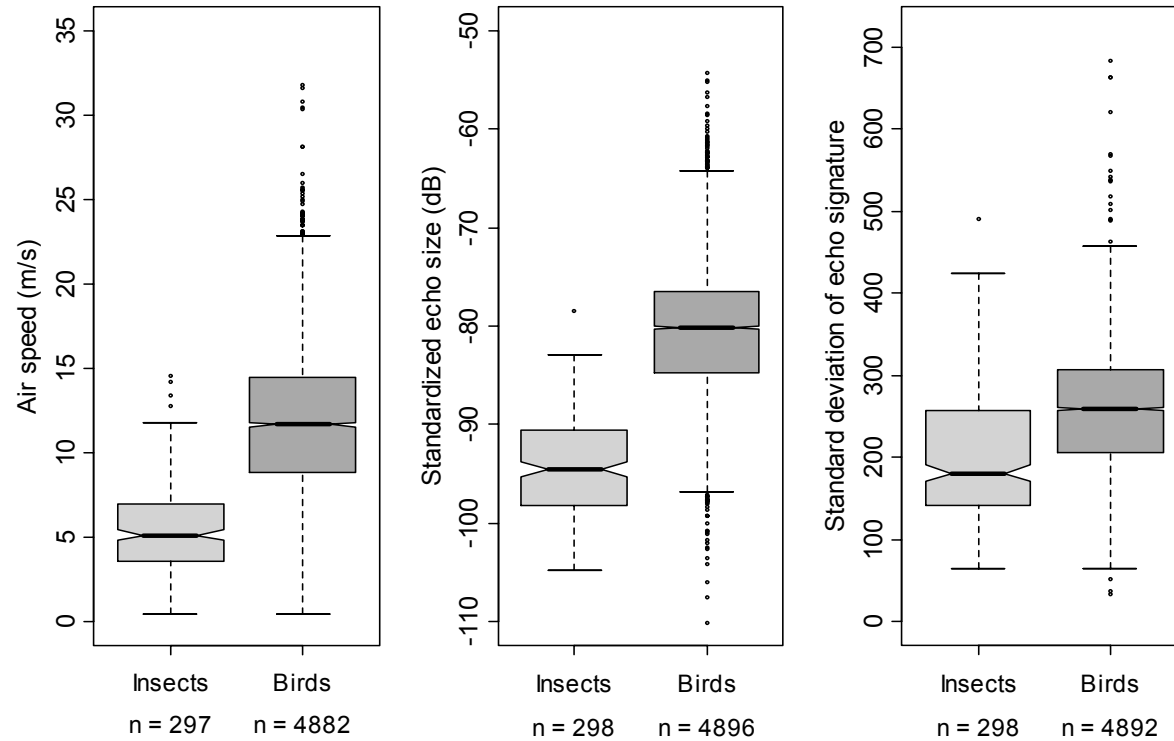 Air speed (m/s)
35
30
25
20
15
10
5
0
Insects Birds
n = 297 n = 4882
Standardized echo size (dB)
-50
-60
-70
-80
-90
-100
-110
Insects Birds
n = 298 n = 4896
Standard deviation of echo signature
700
600
500
400
300
200
100
0
Insects Birds
n = 298 n = 4892